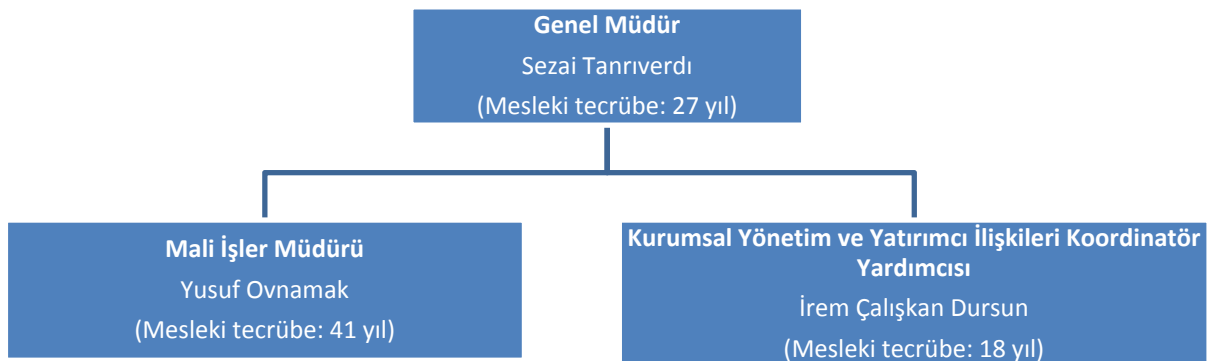 Genel Müdür
Sezai Tanrıverdı
(Mesleki tecrübe: 27 yıl)
Mali İşler Müdürü
Yusuf Ovnamak
(Mesleki tecrübe: 41 yıl)
Kurumsal Yönetim ve Yatırımcı İlişkileri Koordinatör
Yardımcısı
İrem Çalışkan Dursun
(Mesleki tecrübe: 18 yıl)